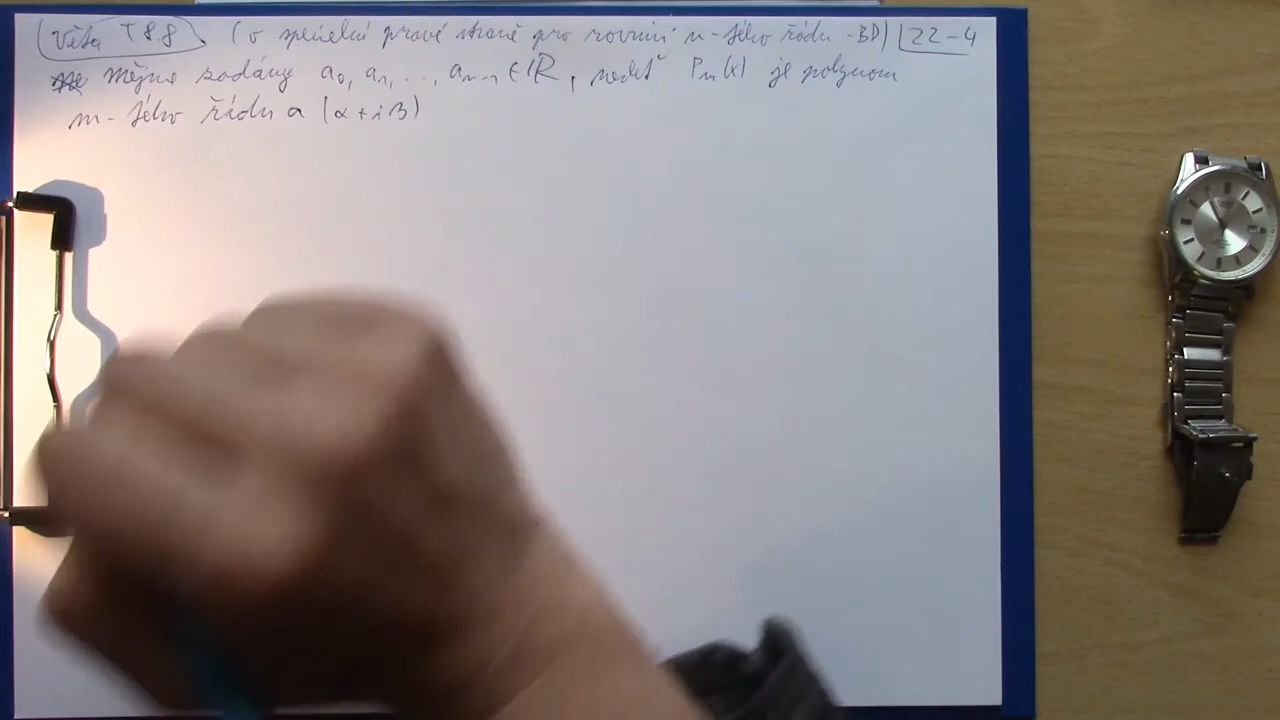 Věta T8.8 (o speciální pravé straně pro rovnini n-tého řádu -BD) 22-4
Mějme zadány a₀, a₁, ..., aₙ₋₁ ∈ ℝ, nechť Pₘ(x) je polynom
m-tého řádu a (α+iβ)